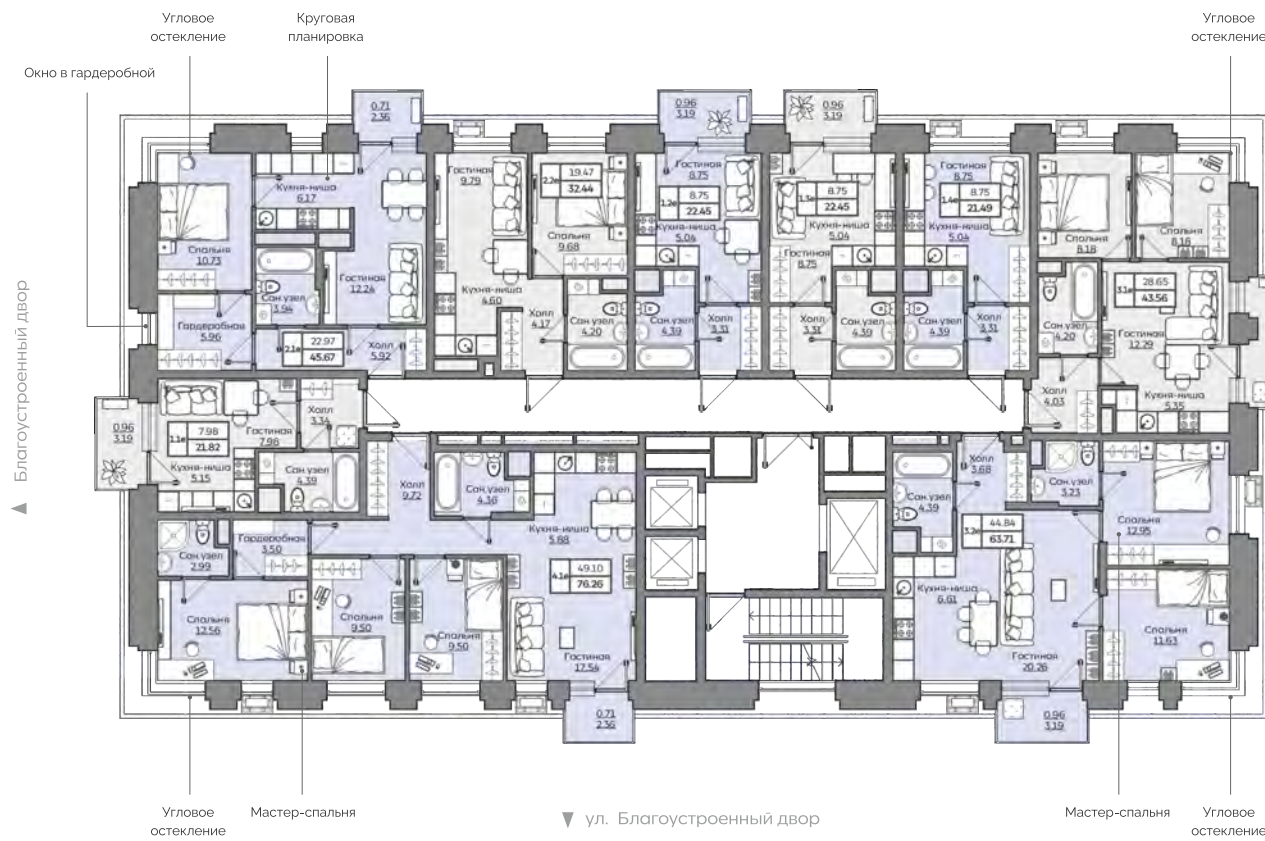 Угловое
остекление
Круговая
планировка
Угловое
остекление
Окно в гардеробной
0.71
2.36
0.96
3.19
0.96
3.19
Кухня-ниша
6.17
Спальня
10.73
Гостиная
12.24
Сан.узел
3.94
Гардеробная
5.96
2.1е
22.97
45.67
Холл
5.92
Гостиная
9.79
2.2е
19.47
32.44
Спальня
9.68
Кухня-ниша
4.60
Холл
4.17
Сан.узел
4.20
Гостиная
8.75
1.2е
8.75
22.45
Кухня-ниша
5.04
Сан.узел
4.39
Холл
3.31
1.3е
8.75
22.45
Кухня-ниша
5.04
Гостиная
8.75
Холл
3.31
Сан.узел
4.39
Гостиная
8.75
1.4е
8.75
21.49
Кухня-ниша
5.04
Сан.узел
4.39
Холл
3.31
Спальня
8.18
Спальня
8.18
3.1е
28.65
43.56
Сан.узел
4.20
Гостиная
12.29
Холл
4.03
Кухня-ниша
5.35
Благоустроенный двор
0.96
3.19
1.1е
7.98
21.82
Гостиная
7.98
Холл
3.34
Кухня-ниша
5.15
Сан.узел
4.39
Холл
9.72
Сан.узел
4.36
Кухня-ниша
5.68
Сан.узел
2.99
Гардеробная
3.50
4.1е
49.10
76.26
Спальня
12.56
Спальня
9.50
Спальня
9.50
Гостиная
17.54
0.71
2.36
Холл
3.68
Сан.узел
4.39
Сан.узел
3.23
3.2е
44.84
63.71
Спальня
12.95
Кухня-ниша
6.61
Гостиная
20.26
Спальня
11.63
0.96
3.19
Угловое
остекление
Мастер-спальня
ул. Благоустроенный двор
Мастер-спальня
Угловое
остекление